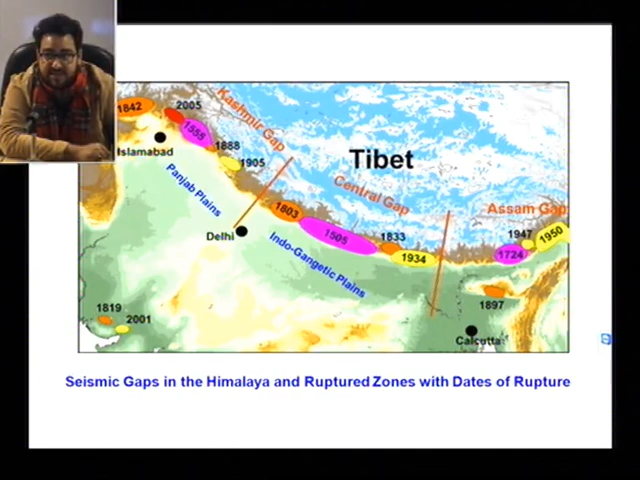 1842
2005
1555
1888
1905
Islamabad
Kashmir Gap
Panjab Plains
Tibet
Central Gap
Assam Gap
1803
1505
1833
1934
Delhi
Indo-Gangetic Plains
1947
1950
1724
1897
1819
2001
Calcutta
Seismic Gaps in the Himalaya and Ruptured Zones with Dates of Rupture